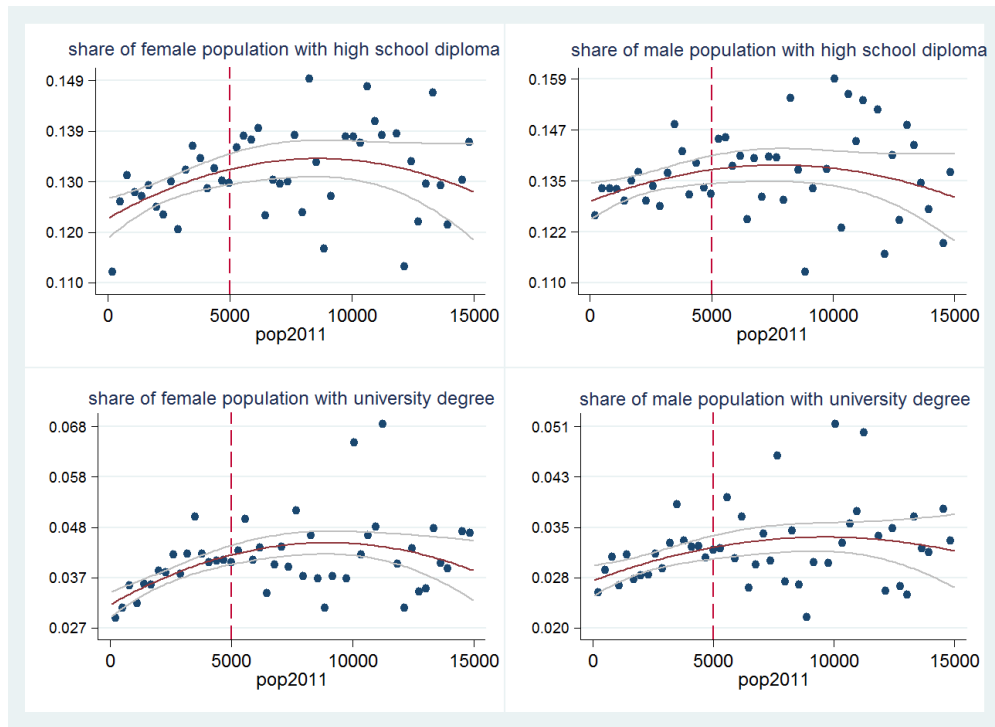 share of female population with high school diploma
0.149
0.139
0.130
0.120
0.110
0 5000 10000 15000
pop2011
share of male population with high school diploma
0.159
0.147
0.135
0.122
0.110
0 5000 10000 15000
pop2011
share of female population with university degree
0.068
0.058
0.048
0.037
0.027
0 5000 10000 15000
pop2011
share of male population with university degree
0.051
0.043
0.035
0.028
0.020
0 5000 10000 15000
pop2011